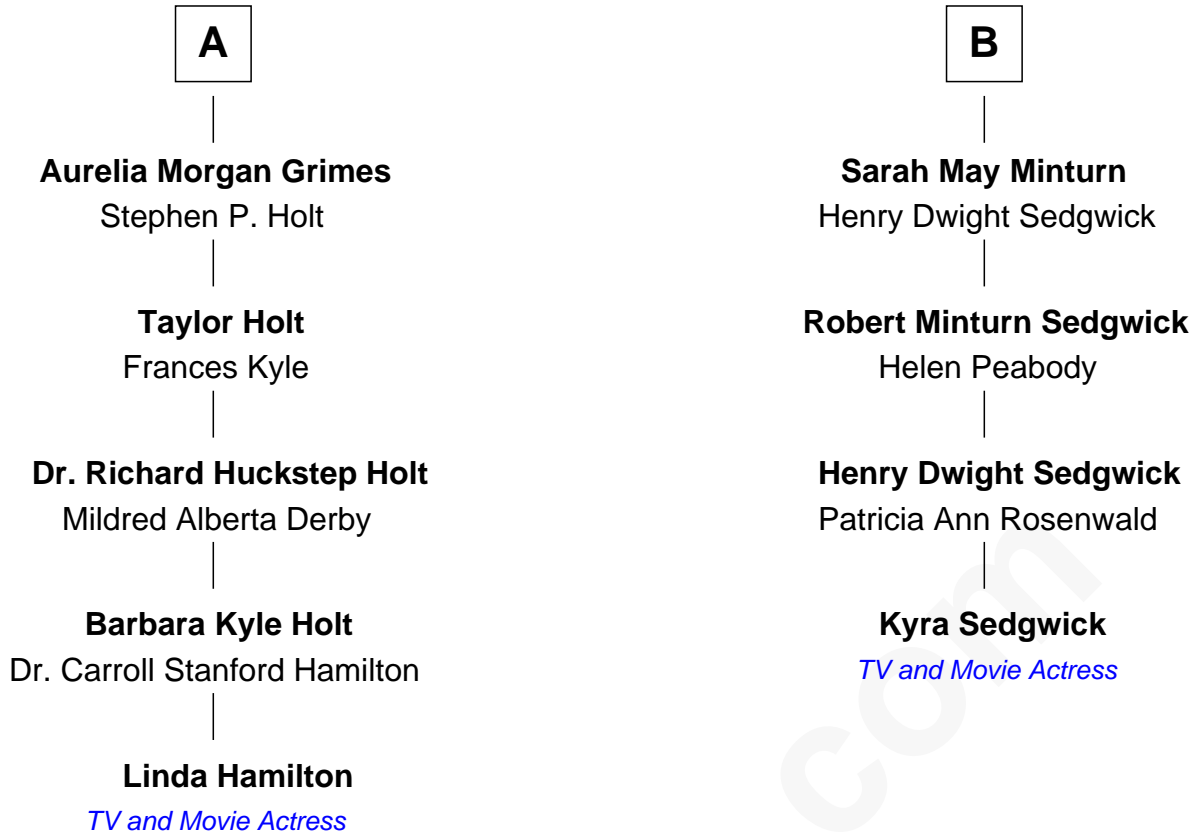 A
Aurelia Morgan Grimes
Stephen P. Holt
Taylor Holt
Frances Kyle
Dr. Richard Huckstep Holt
Mildred Alberta Derby
Barbara Kyle Holt
Dr. Carroll Stanford Hamilton
Linda Hamilton
TV and Movie Actress
B
Sarah May Minturn
Henry Dwight Sedgwick
Robert Minturn Sedgwick
Helen Peabody
Henry Dwight Sedgwick
Patricia Ann Rosenwald
Kyra Sedgwick
TV and Movie Actress
com